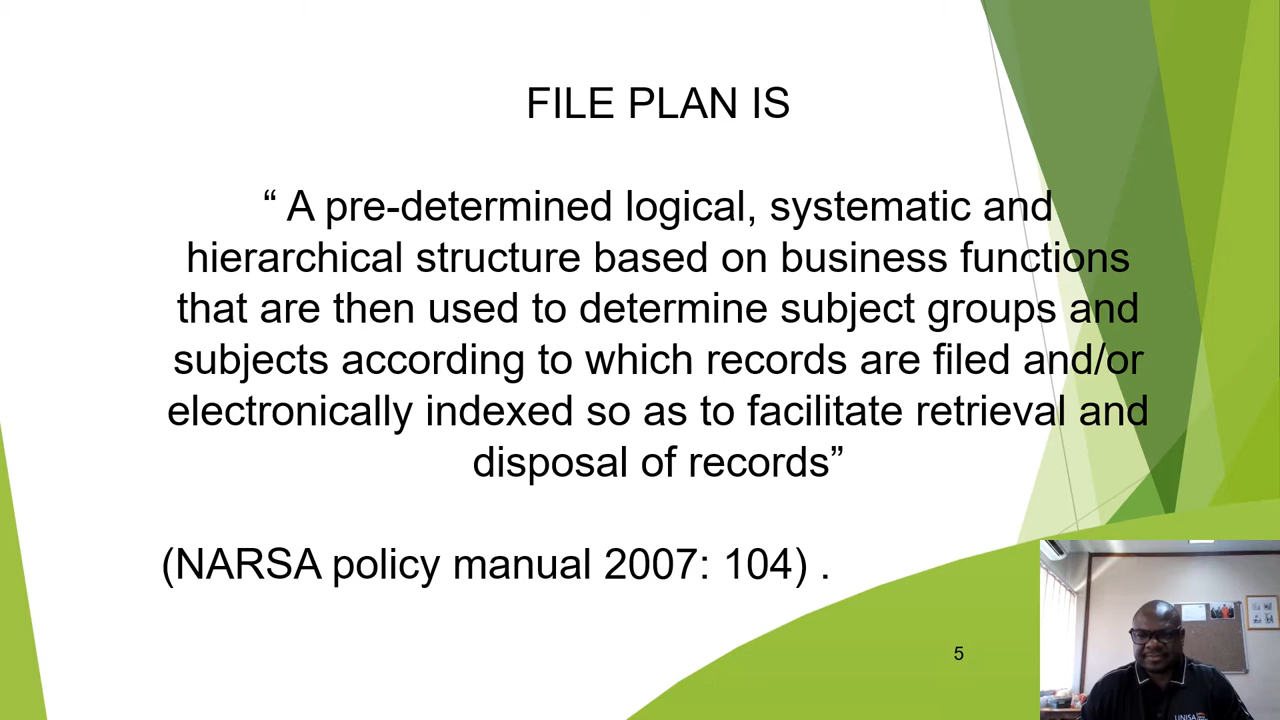 FILE PLAN IS
“ A pre-determined logical, systematic and
hierarchical structure based on business functions
that are then used to determine subject groups and
subjects according to which records are filed and/or
electronically indexed so as to facilitate retrieval and
disposal of records”
(NARSA policy manual 2007: 104) .
5
UNISA